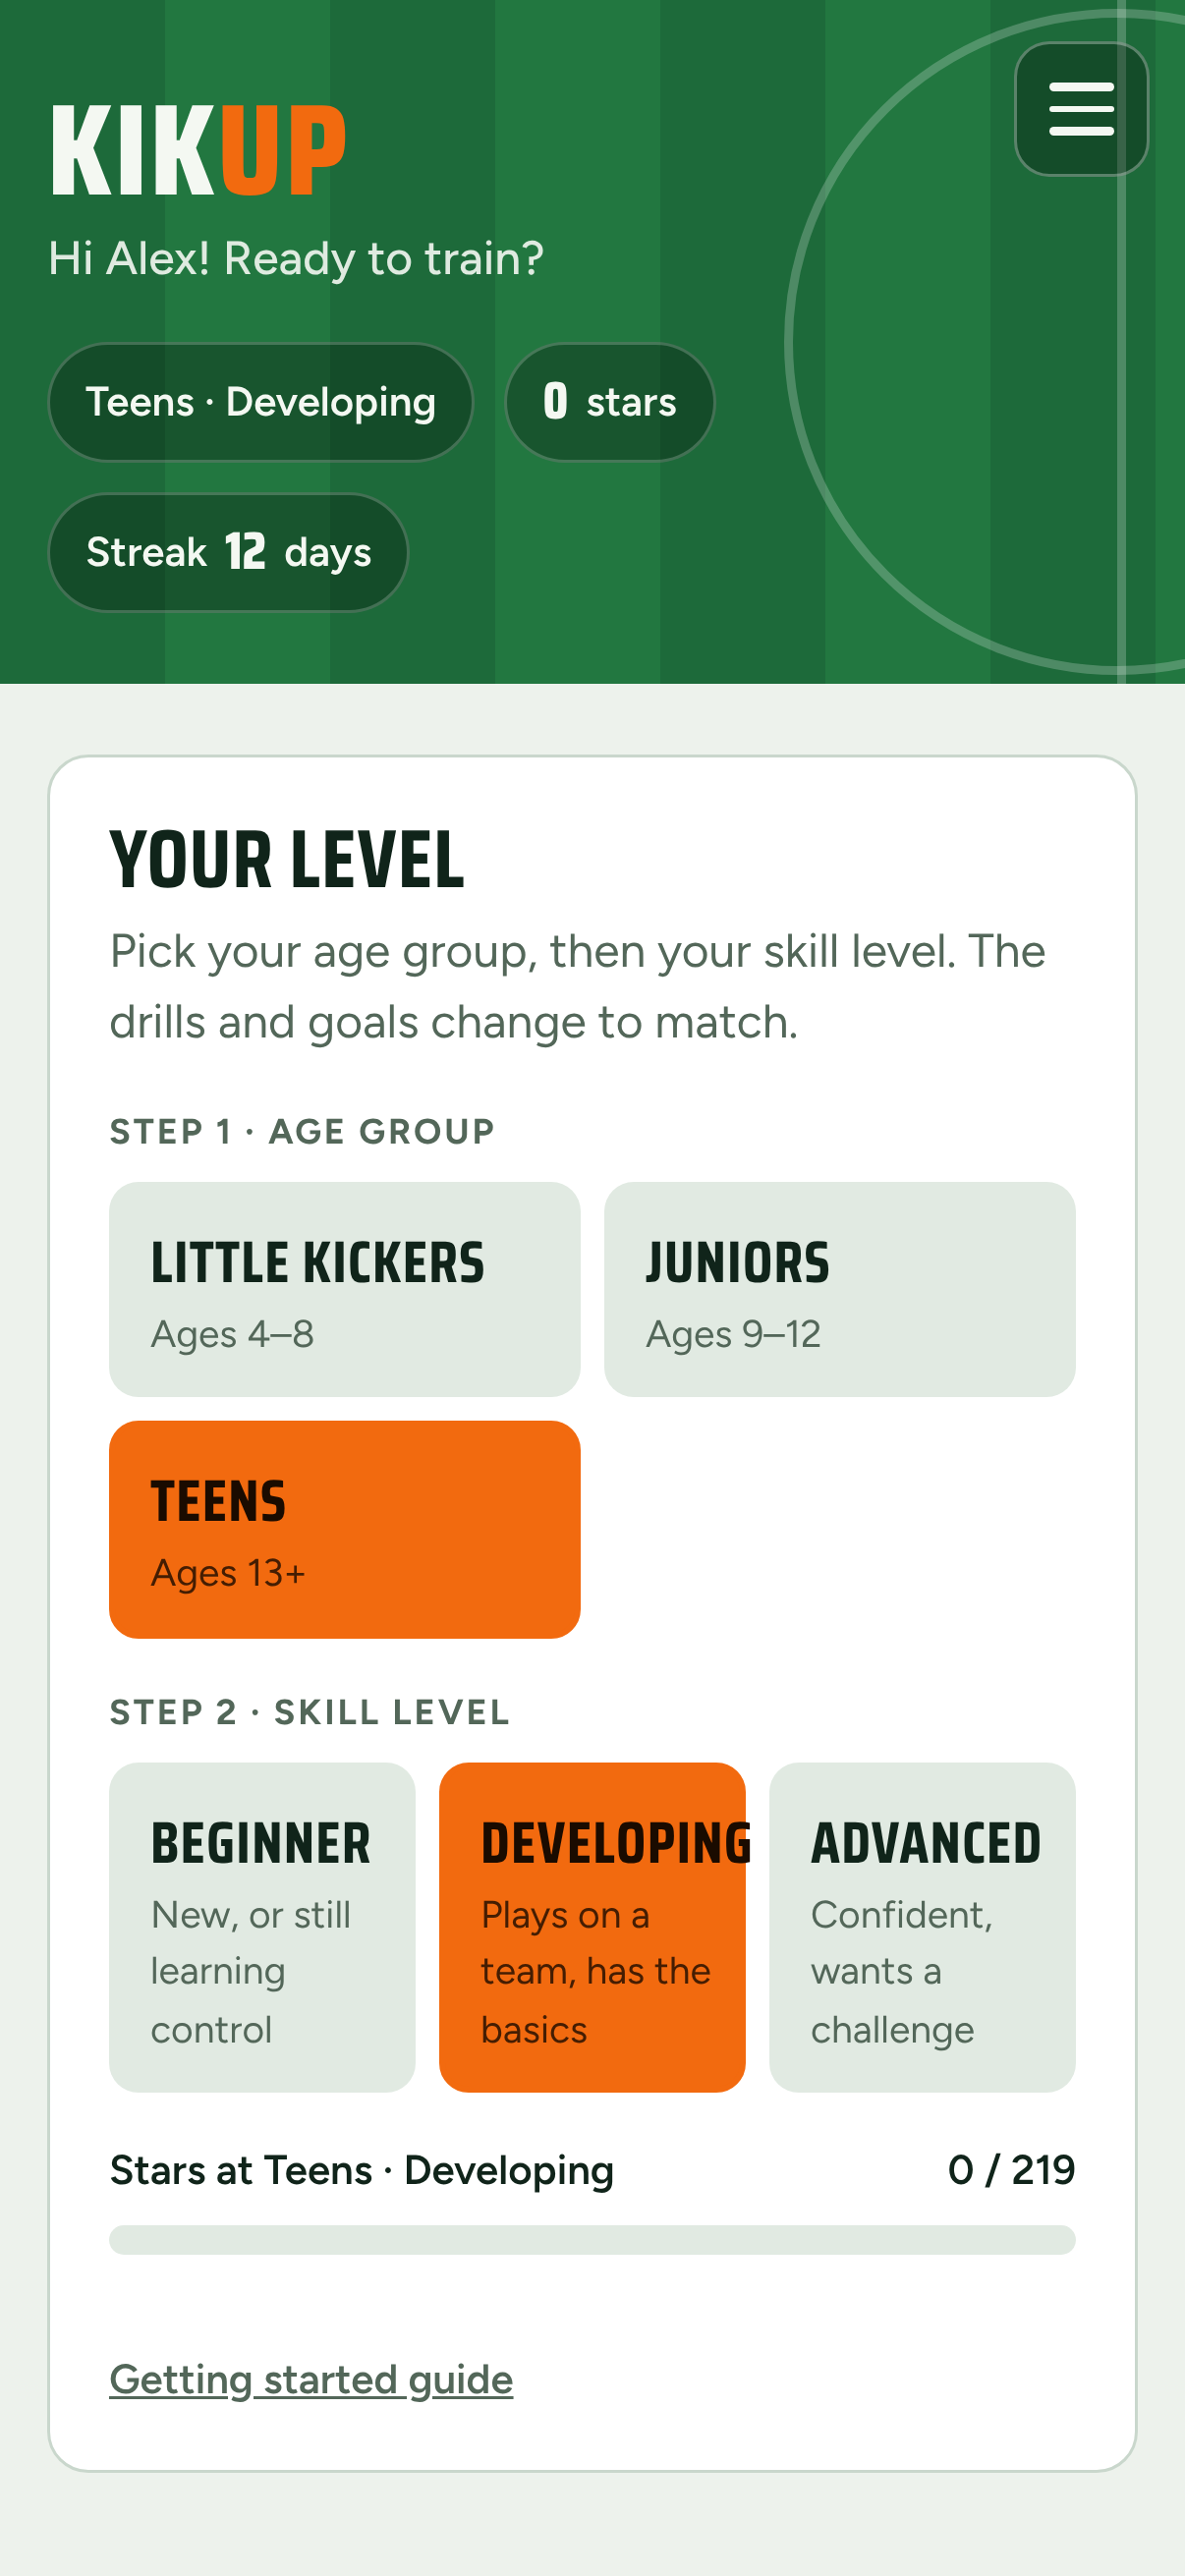 KIKUP
Hi Alex! Ready to train?
Teens · Developing
0 stars
Streak 12 days
YOUR LEVEL
Pick your age group, then your skill level. The
drills and goals change to match.
STEP 1 · AGE GROUP
LITTLE KICKERS
Ages 4–8
JUNIORS
Ages 9–12
TEENS
Ages 13+
STEP 2 · SKILL LEVEL
BEGINNER
New, or still
learning
control
DEVELOPING
Plays on a
team, has the
basics
ADVANCED
Confident,
wants a
challenge
Stars at Teens · Developing
0 / 219
Getting started guide